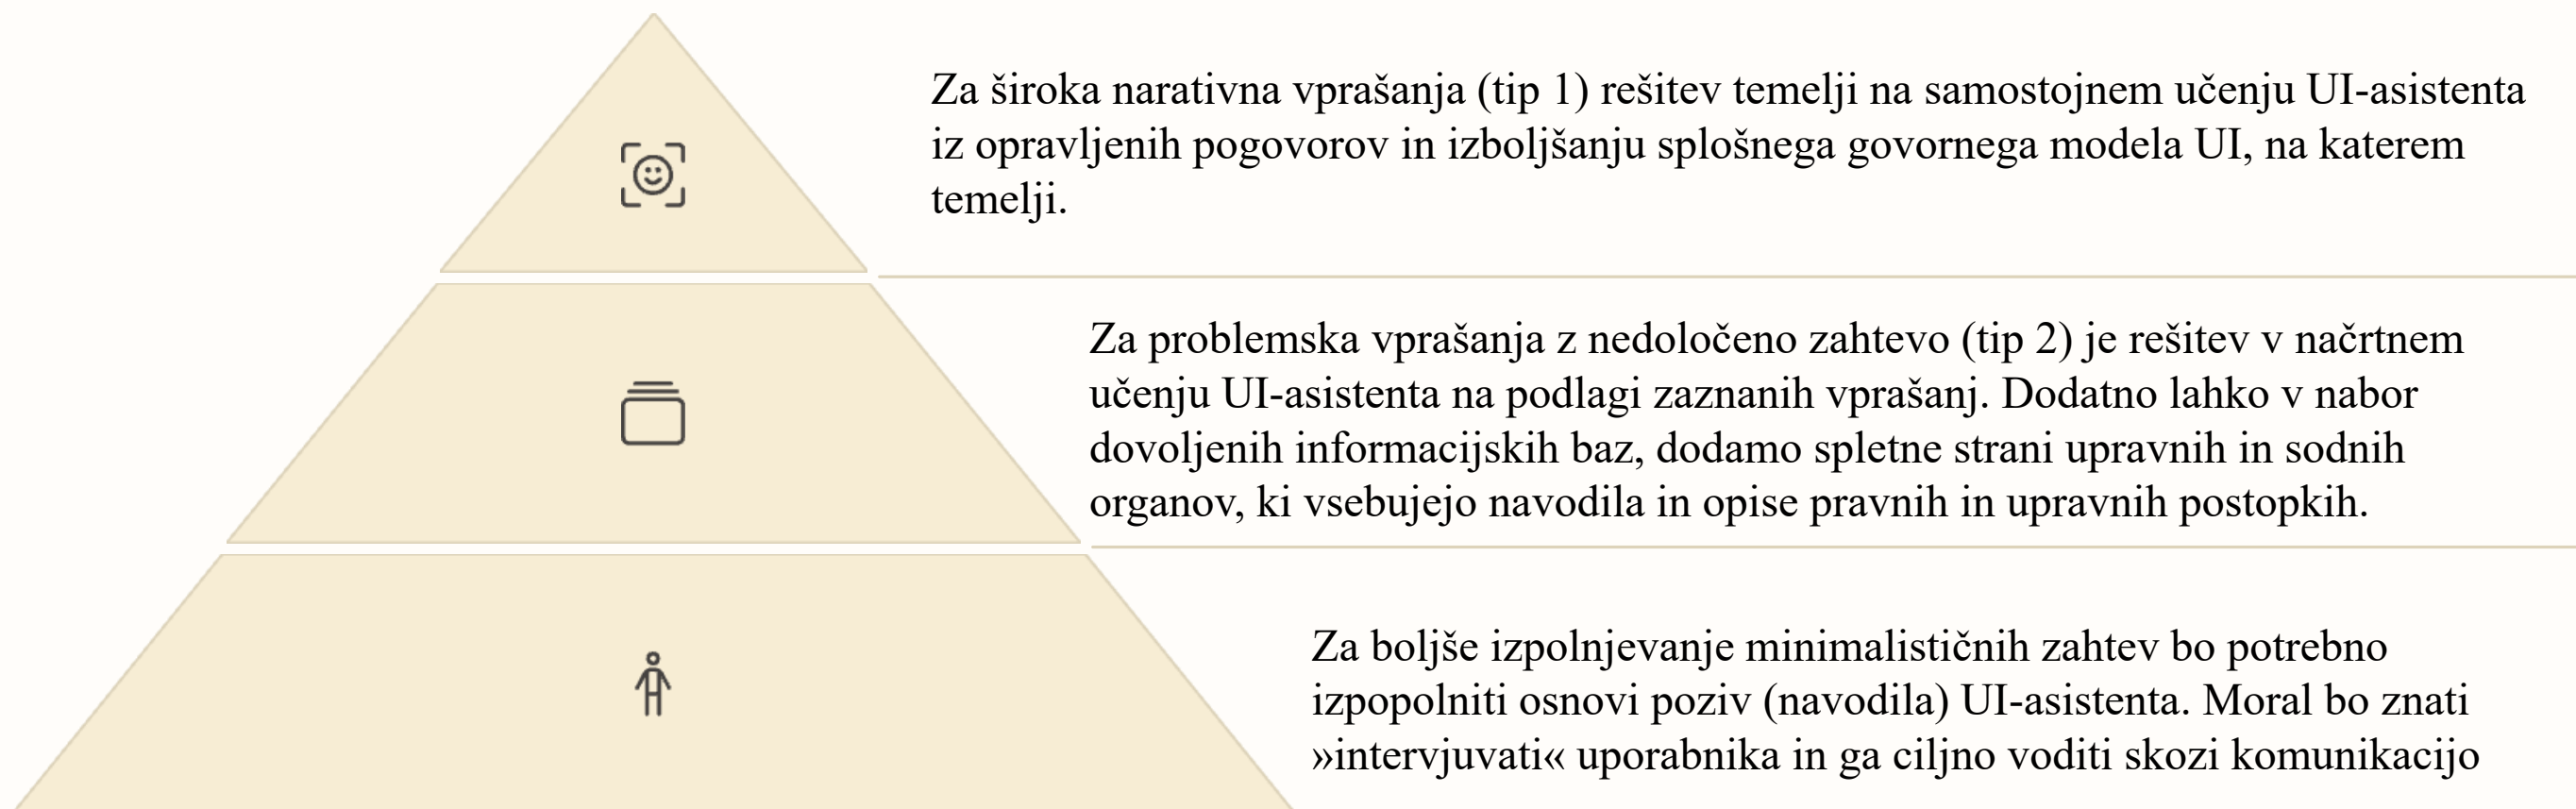 Za široka narativna vprašanja (tip 1) rešitev temelji na samostojnem učenju UI-asistenta
iz opravljenih pogovorov in izboljšanju splošnega govornega modela UI, na katerem
temelji.
Za problemska vprašanja z nedoločeno zahtevo (tip 2) je rešitev v načrtnem
učenju UI-asistenta na podlagi zaznanih vprašanj. Dodatno lahko v nabor
dovoljenih informacijskih baz, dodamo spletne strani upravnih in sodnih
organov, ki vsebujejo navodila in opise pravnih in upravnih postopkih.
Za boljše izpolnjevanje minimalističnih zahtev bo potrebno
izpopolniti osnovi poziv (navodila) UI-asistenta. Moral bo znati
»intervjuvati« uporabnika in ga ciljno voditi skozi komunikacijo